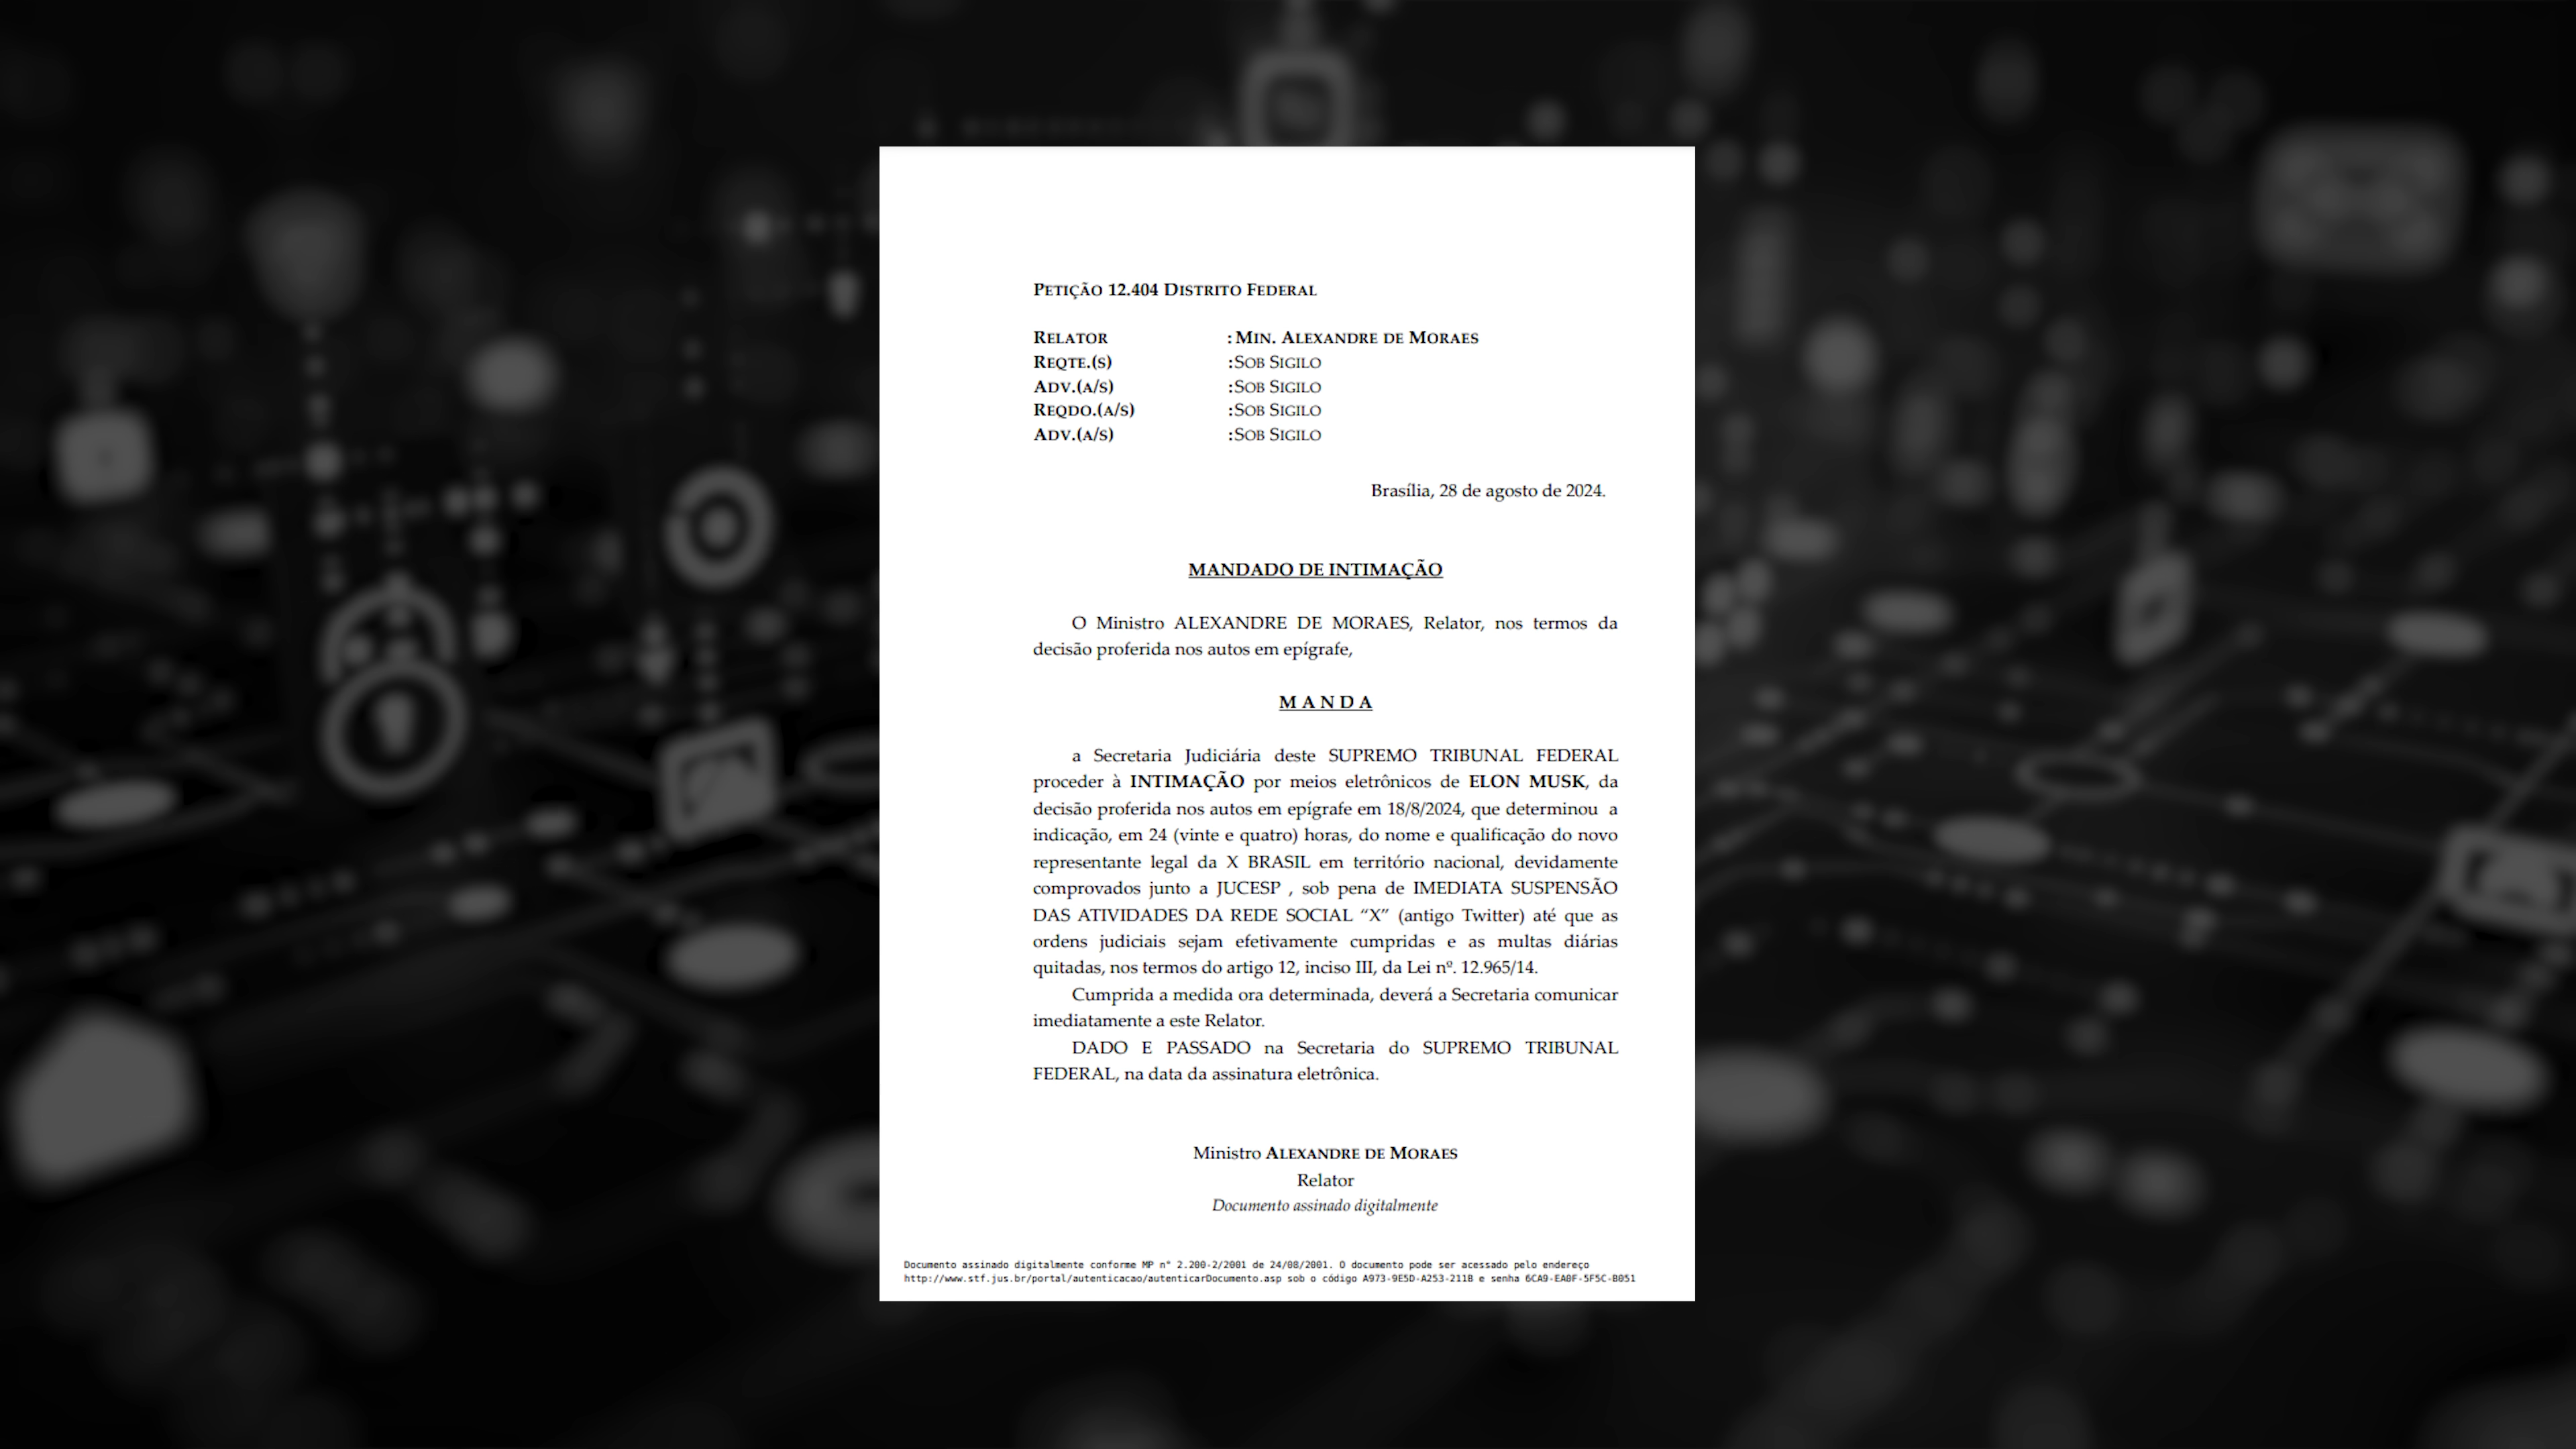 PETIÇÃO 12.404 DISTRITO FEDERAL
RELATOR : MIN. ALEXANDRE DE MORAES
REQTE.(S) :SOB SIGILO
ADV.(A/S) :SOB SIGILO
REQDO.(A/S) :SOB SIGILO
ADV.(A/S) :SOB SIGILO
Brasília, 28 de agosto de 2024.
MANDADO DE INTIMAÇÃO
O Ministro ALEXANDRE DE MORAES, Relator, nos termos da
decisão proferida nos autos em epígrafe,
M A N D A
a Secretaria Judiciária deste SUPREMO TRIBUNAL FEDERAL
proceder à INTIMAÇÃO por meios eletrônicos de ELON MUSK, da
decisão proferida nos autos em epígrafe em 18/8/2024, que determinou a
indicação, em 24 (vinte e quatro) horas, do nome e qualificação do novo
representante legal da X BRASIL em território nacional, devidamente
comprovados junto a JUCESP , sob pena de IMEDIATA SUSPENSÃO
DAS ATIVIDADES DA REDE SOCIAL “X” (antigo Twitter) até que as
ordens judiciais sejam efetivamente cumpridas e as multas diárias
quitadas, nos termos do artigo 12, inciso III, da Lei nº. 12.965/14.
Cumprida a medida ora determinada, deverá a Secretaria comunicar
imediatamente a este Relator.
DADO E PASSADO na Secretaria do SUPREMO TRIBUNAL
FEDERAL, na data da assinatura eletrônica.
Ministro ALEXANDRE DE MORAES
Relator
Documento assinado digitalmente
Documento assinado digitalmente conforme MP n° 2.200-2/2001 de 24/08/2001. O documento pode ser acessado pelo endereço
http://www.stf.jus.br/portal/autenticacao/autenticarDocumento.asp sob o código A973-9E5D-A253-211B e senha 6CA9-EA0F-5F5C-B051